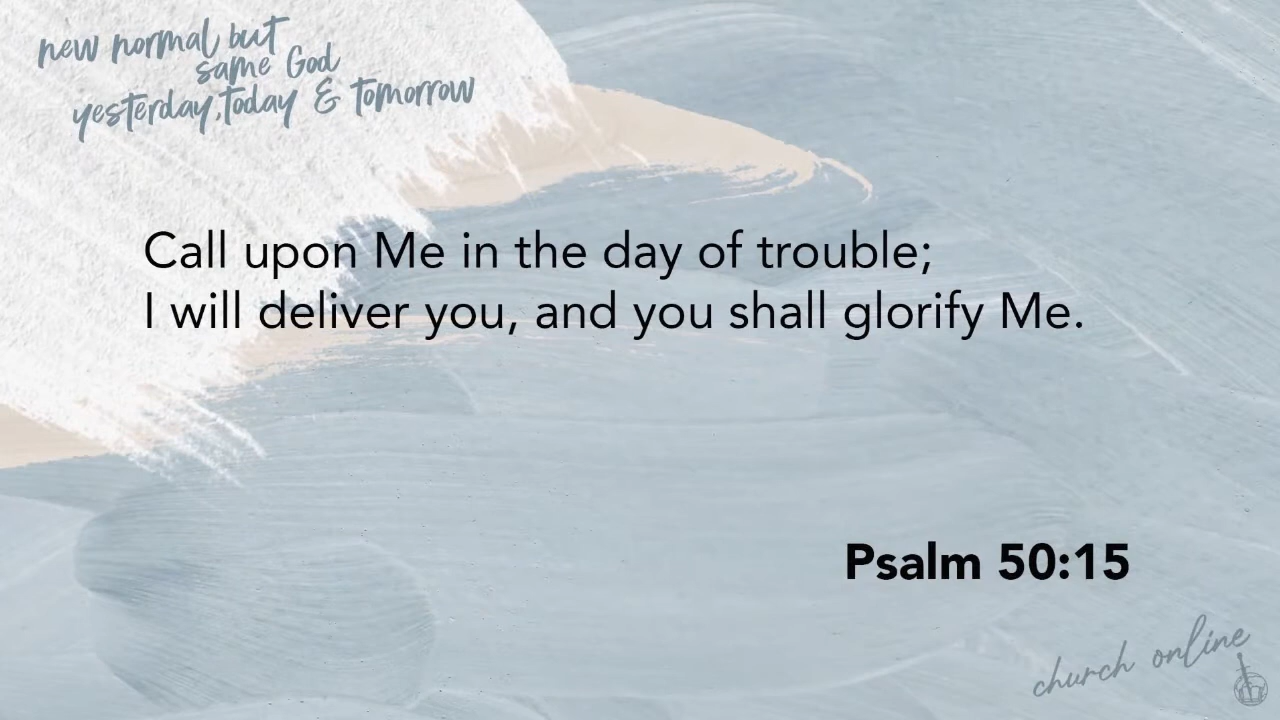 new normal but
same God
yesterday, today & tomorrow
Call upon Me in the day of trouble;
I will deliver you, and you shall glorify Me.
Psalm 50:15
church online